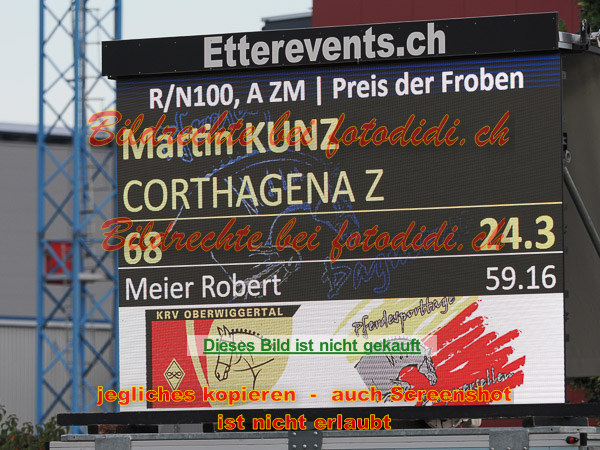 Etterevents.ch
R/N100, A ZM | Preis der Froben
Bildrechte bei fotodidi.ch
Martin KUNZ
CORTHAGENA Z
Bildrechte bei fotodidi.ch
68 24.3
Meier Robert 59.16
KRV OBERWIGGERTAL
Pferdesporttage
Dieses Bild ist nicht gekauft
jegliches kopieren - auch Screenshot
ist nicht erlaubt